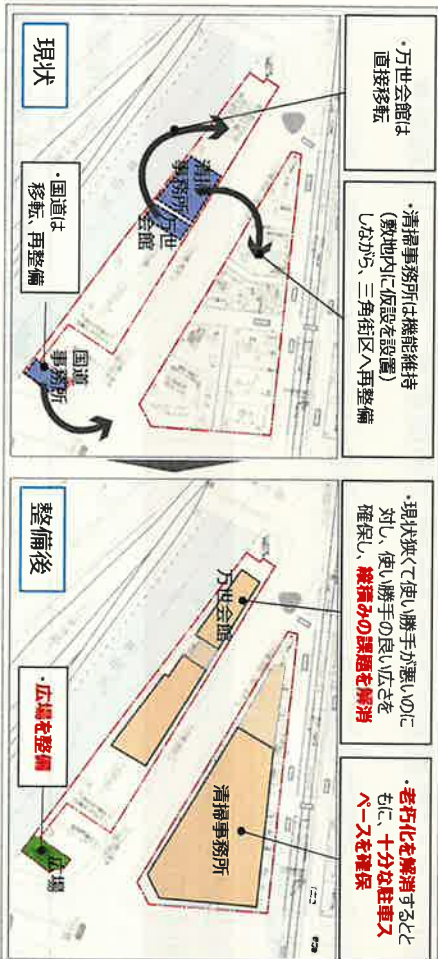 ・万世会館は
直接移転
・清掃事務所は機能維持
(敷地内に仮設を設置)
しながら、三角街区へ再整備
清掃
事務所
万世
会館
国道
事務所
・国道は
移転、再整備
現状
・現状狭くて使い勝手が悪いのに
対し、使い勝手の良い広さを
確保し、縦積みの課題を解消
・老朽化を解消するとと
もに、十分な駐車ス
ペースを確保
万世会館
清掃事務所
広場
・広場を整備
整備後